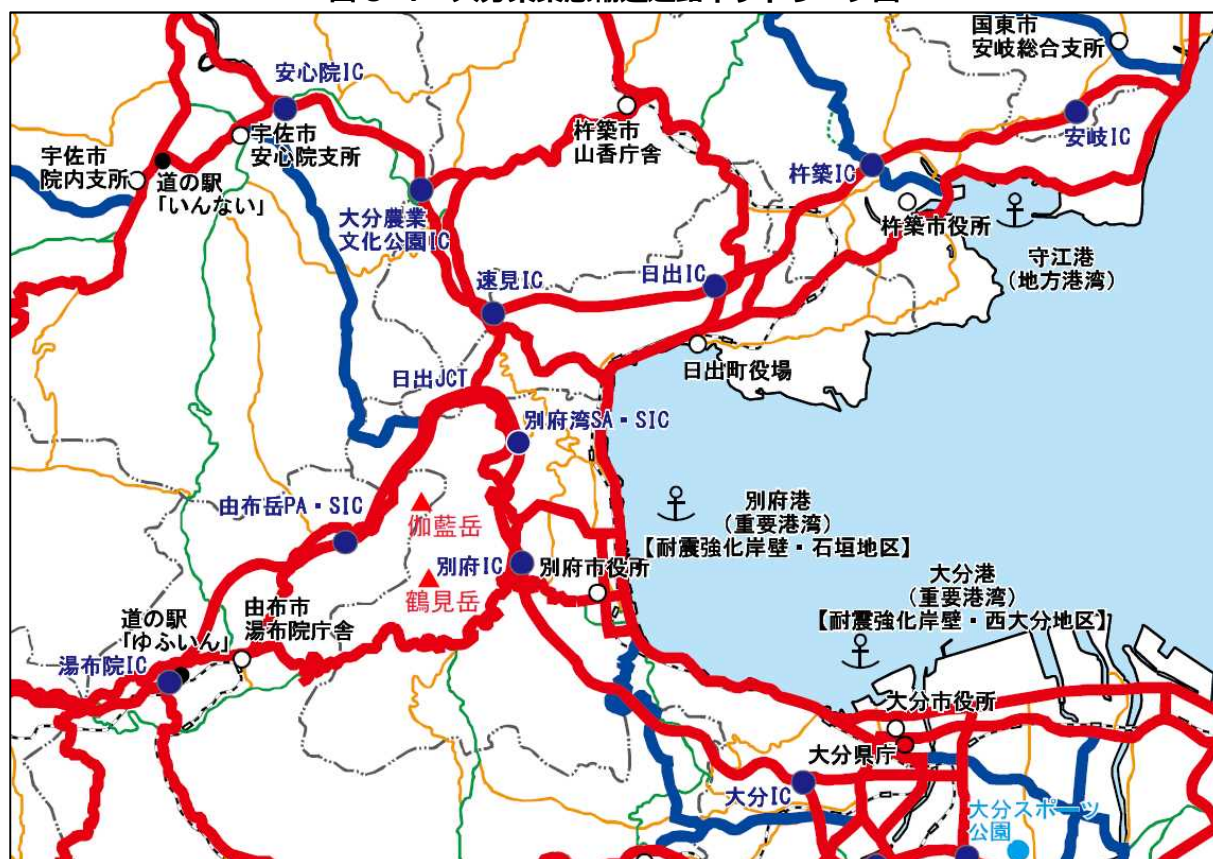 国東市
安岐総合支所
安心院IC
宇佐市
安心院支所
杵築市
山香庁舎
安岐IC
宇佐市
院内支所
道の駅
「いんない」
杵築IC
大分農業
文化公園IC
杵築市役所
守江港
（地方港湾）
速見IC
日出IC
日出町役場
日出JCT
別府湾SA・SIC
由布岳PA・SIC
伽藍岳
別府港
（重要港湾）
【耐震強化岸壁・石垣地区】
別府IC
別府市役所
鶴見岳
大分港
（重要港湾）
【耐震強化岸壁・西大分地区】
道の駅
「ゆふいん」
由布市
湯布院庁舎
湯布院IC
大分市役所
大分県庁
大分IC
大分スポーツ
公園